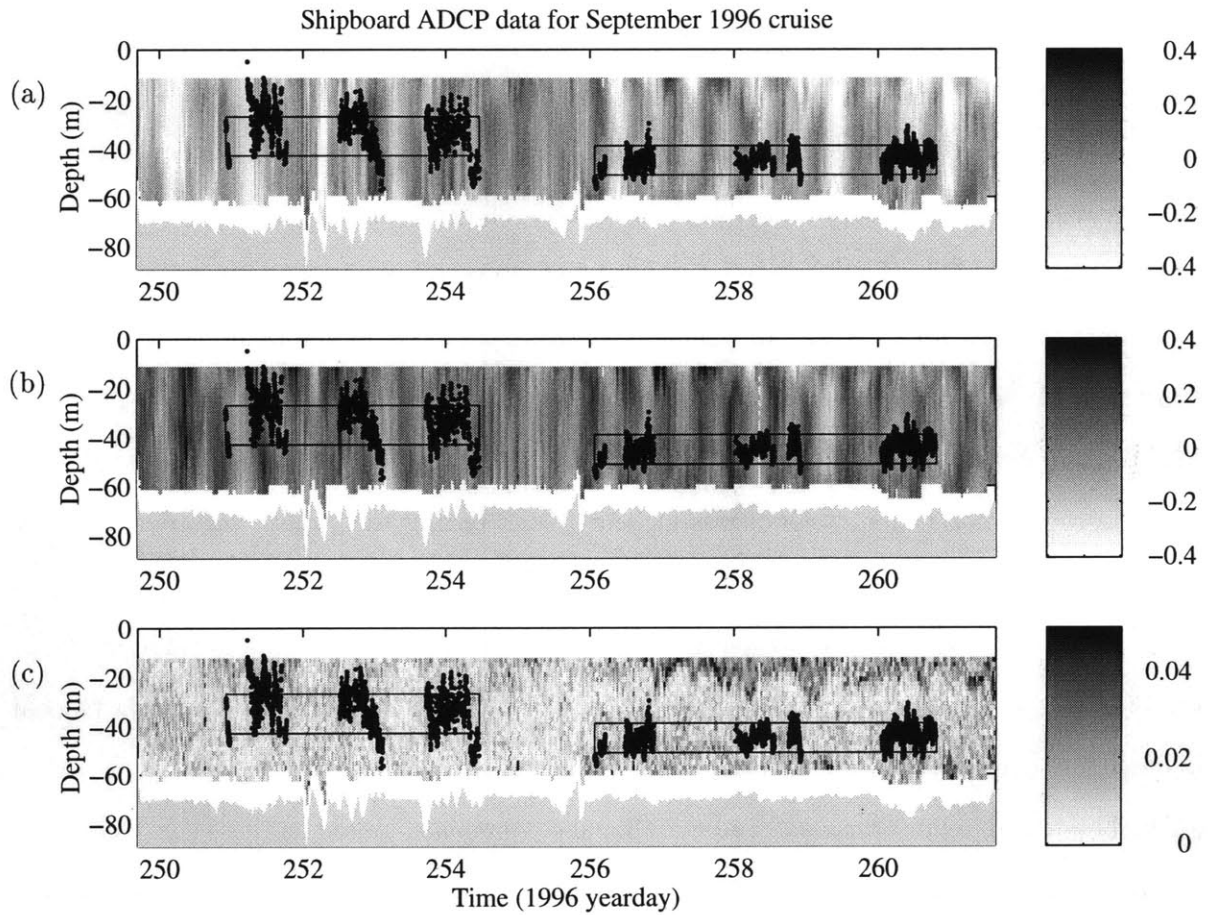 Shipboard ADCP data for September 1996 cruise
(a)
Depth (m)
0
−20
−40
−60
−80
250 252 254 256 258 260
0.4
0.2
0
−0.2
−0.4
(b)
Depth (m)
0
−20
−40
−60
−80
250 252 254 256 258 260
0.4
0.2
0
−0.2
−0.4
(c)
Depth (m)
0
−20
−40
−60
−80
250 252 254 256 258 260
0.04
0.02
0
Time (1996 yearday)